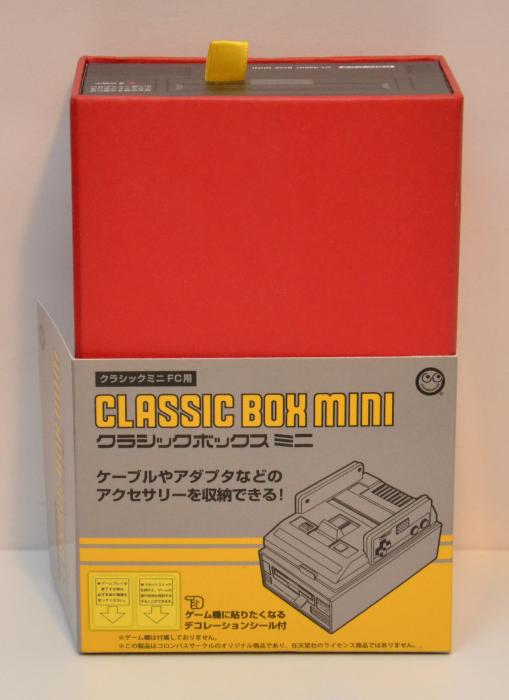 クラシックミニFC用
CLASSIC BOX MINI
クラシックボックス ミニ
ケーブルやアダプタなどの
アクセサリーを収納できる!
ゲーム機に貼りたくなる
デコレーションシール付
※ゲーム機は付属しておりません。
※この製品はコロンバスサークルのオリジナル商品であり、任天堂社のライセンス商品ではありません。
CLASSIC BOX MINI